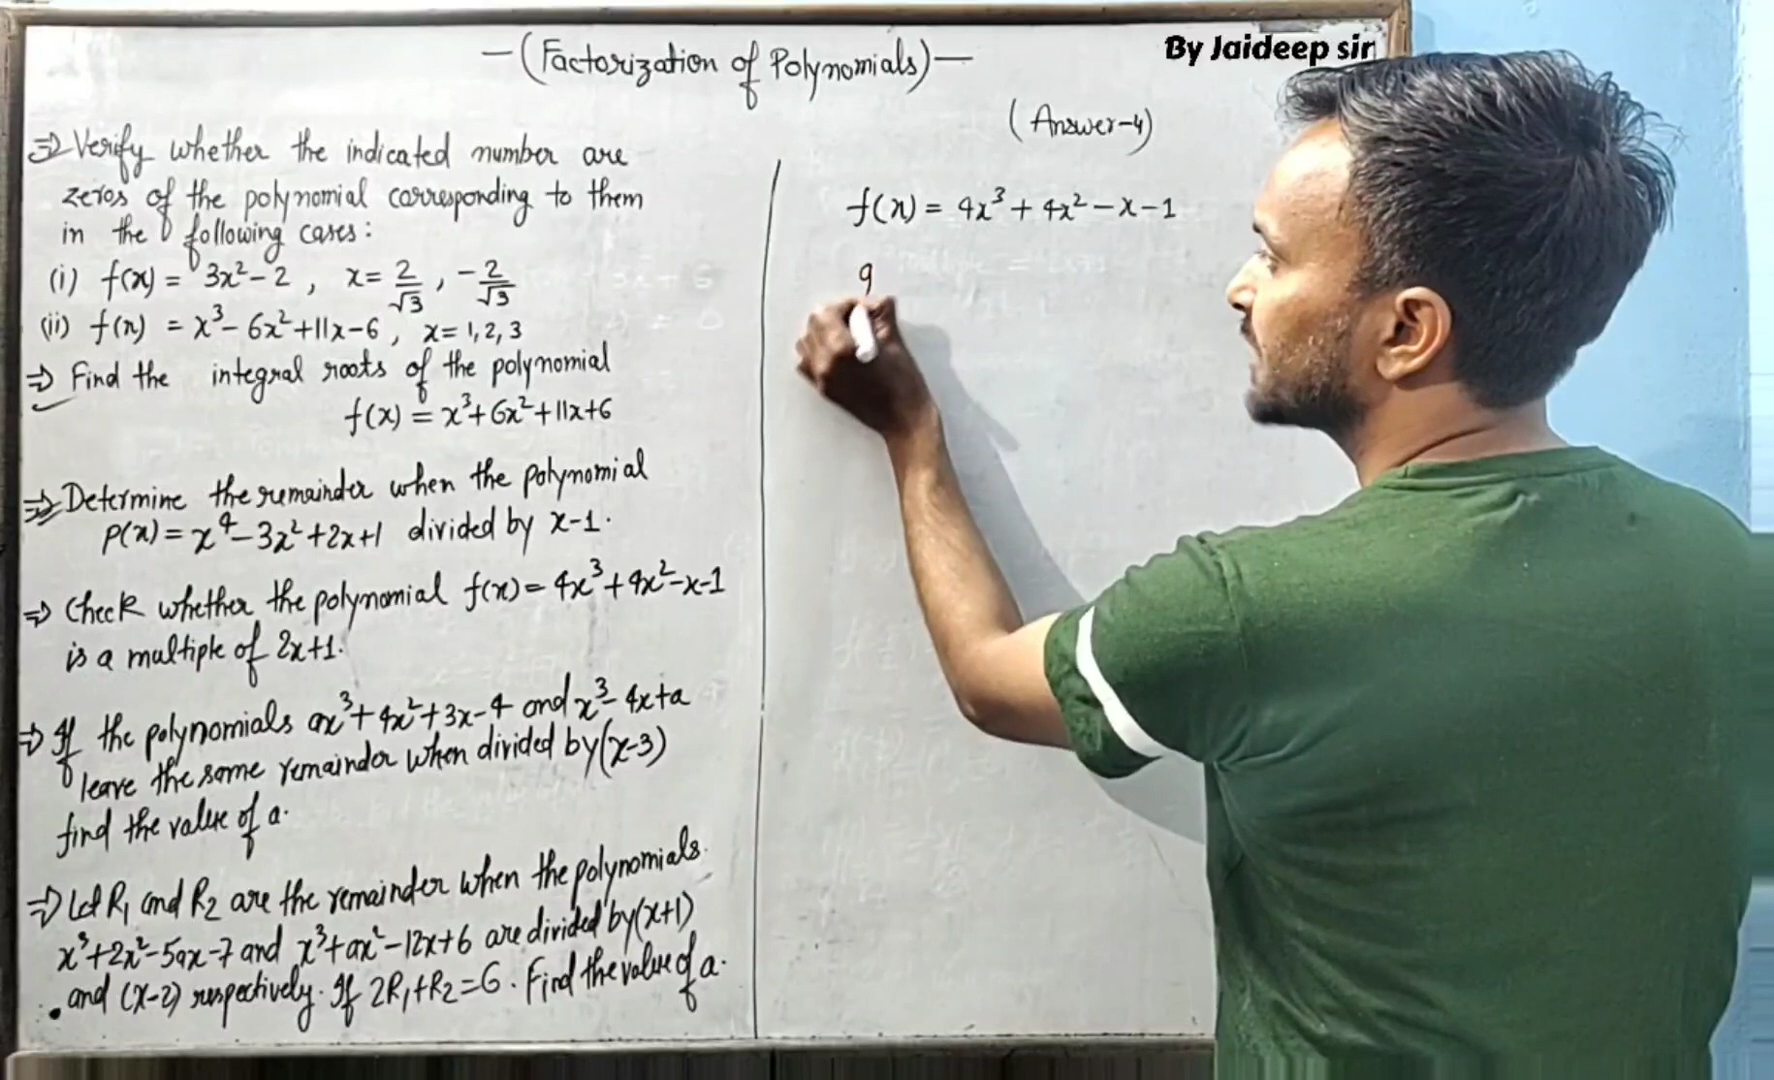 —(Factorization of Polynomials)—
By Jaideep sir
⇒ Verify whether the indicated number are
zeros of the polynomial corresponding to them
in the following cases:
(i) f(x) = 3x² - 2 , x = 2/√3 , -2/√3
(ii) f(x) = x³ - 6x² + 11x - 6 , x = 1, 2, 3
⇒ Find the integral roots of the polynomial
f(x) = x³ + 6x² + 11x + 6
⇒ Determine the remainder when the polynomial
P(x) = x⁴ - 3x² + 2x + 1 divided by x - 1.
⇒ Check whether the polynomial f(x) = 4x³ + 4x² - x - 1
is a multiple of 2x+1.
⇒ If the polynomials ax³ + 4x² + 3x - 4 and x³ - 4x + a
leave the same remainder when divided by (x-3)
find the value of a.
⇒ Let R₁ and R₂ are the remainder when the polynomials
x³ + 2x² - 5ax - 7 and x³ + ax² - 12x + 6 are divided by (x+1)
and (x-2) respectively. If 2R₁ + R₂ = 6. Find the value of a.
(Answer-4)
f(x) = 4x³ + 4x² - x - 1
g